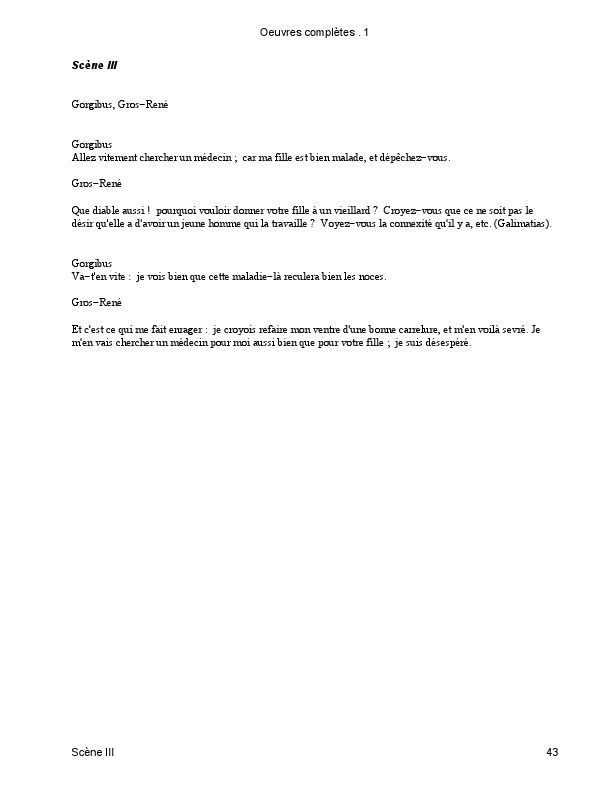 Oeuvres complètes . 1
Scène III
Gorgibus, Gros−René
Gorgibus
Allez vitement chercher un médecin ; car ma fille est bien malade, et dépêchez−vous.
Gros−René
Que diable aussi ! pourquoi vouloir donner votre fille à un vieillard ? Croyez−vous que ce ne soit pas le
désir qu'elle a d'avoir un jeune homme qui la travaille ? Voyez−vous la connexité qu'il y a, etc. (Galimatias).
Gorgibus
Va−t'en vite : je vois bien que cette maladie−là reculera bien les noces.
Gros−René
Et c'est ce qui me fait enrager : je croyois refaire mon ventre d'une bonne carrelure, et m'en voilà sevré. Je
m'en vais chercher un médecin pour moi aussi bien que pour votre fille ; je suis désespéré.
Scène III 43